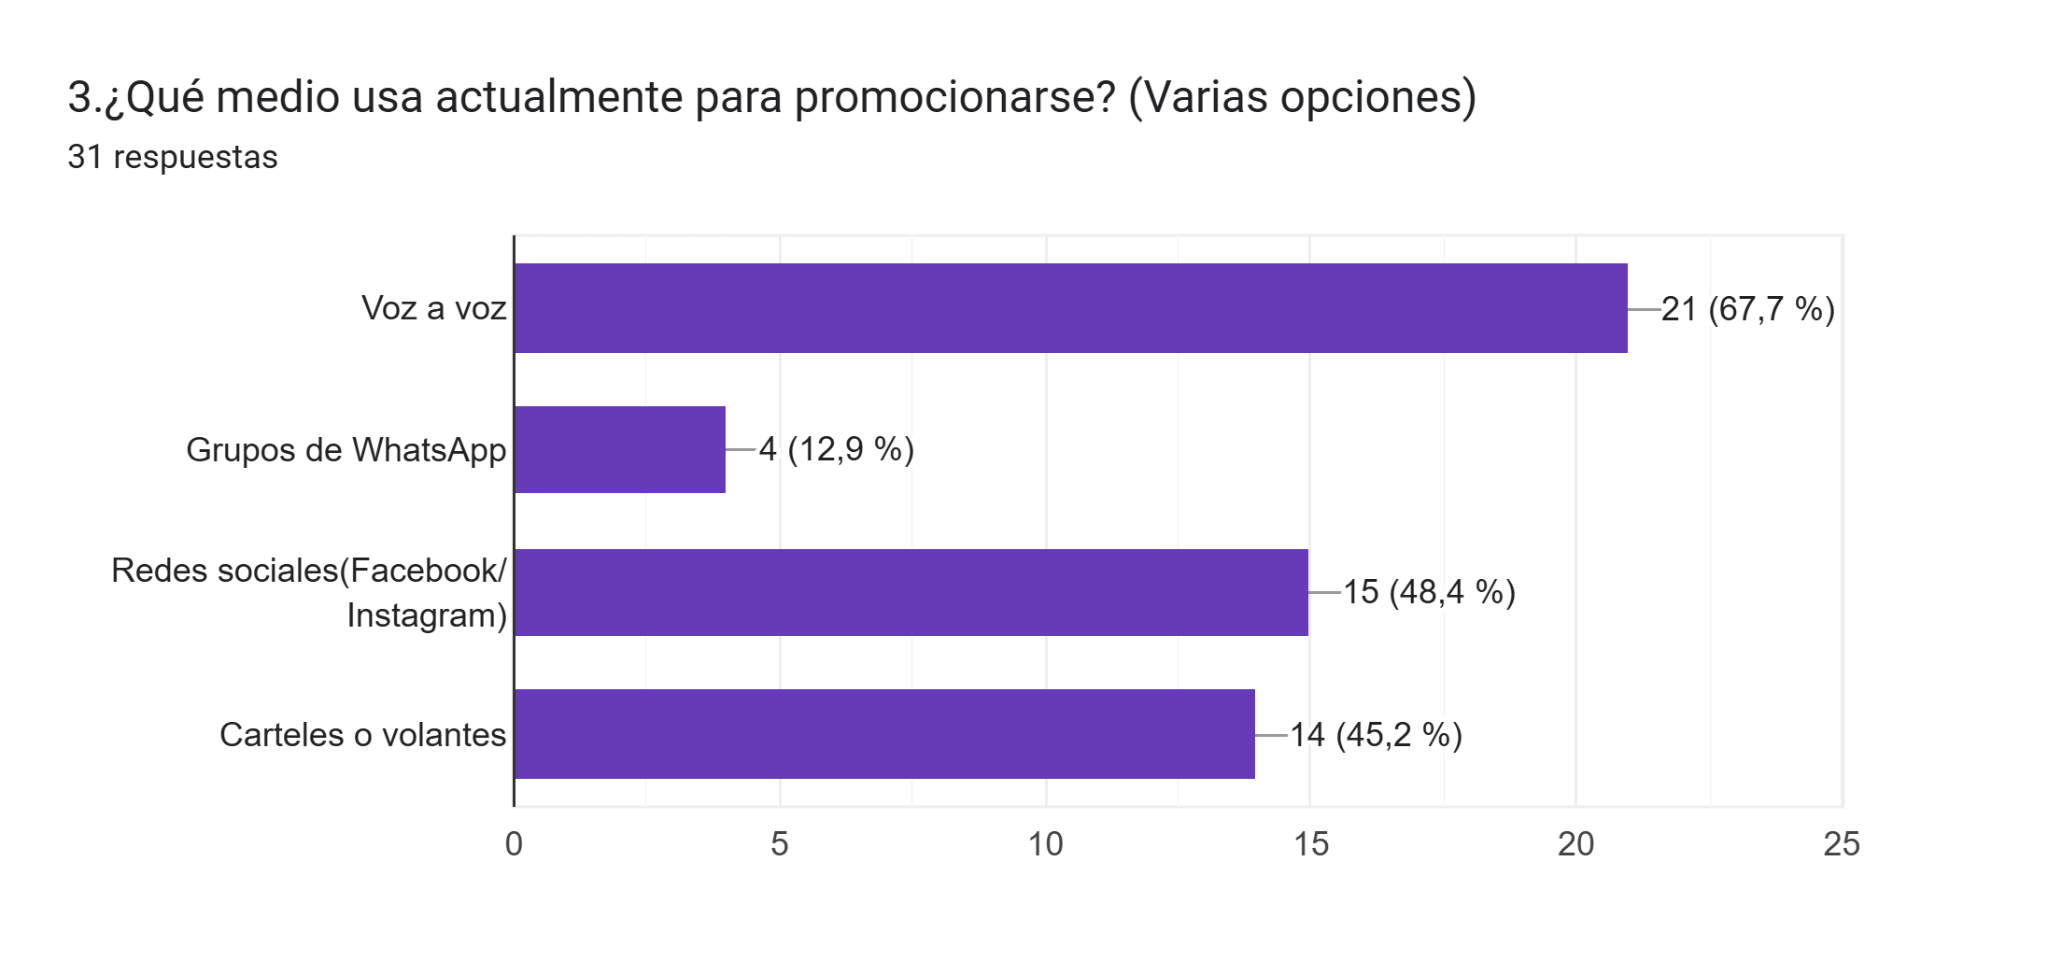 3.¿Qué medio usa actualmente para promocionarse? (Varias opciones)
31 respuestas
Voz a voz
21 (67,7 %)
Grupos de WhatsApp
4 (12,9 %)
Redes sociales(Facebook/
Instagram)
15 (48,4 %)
Carteles o volantes
14 (45,2 %)
0 5 10 15 20 25